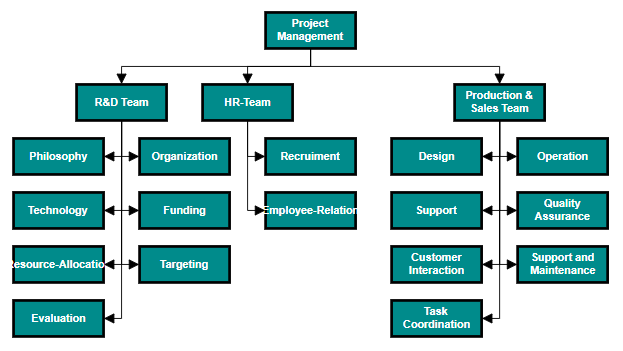 Project
Management
R&D Team
HR-Team
Production &
Sales Team
Philosophy
Organization
Recruiment
Design
Operation
Technology
Funding
Employee-Relation
Support
Quality
Assurance
Resource-Allocation
Targeting
Customer
Interaction
Support and
Maintenance
Evaluation
Task
Coordination